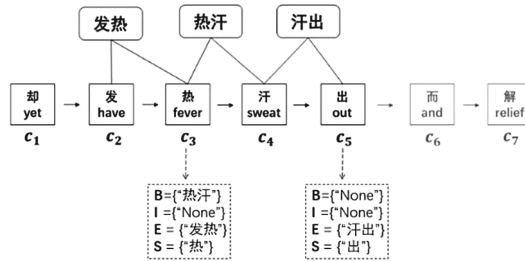 发热 热汗 汗出
却 发 热 汗 出 而 解
yet have fever sweat out and relief
c1 c2 c3 c4 c5 c6 c7
B={"热汗"} B={"None"}
I ={"None"} I ={"None"}
E = {"发热"} E = {"汗出"}
S = {"热"} S = {"出"}